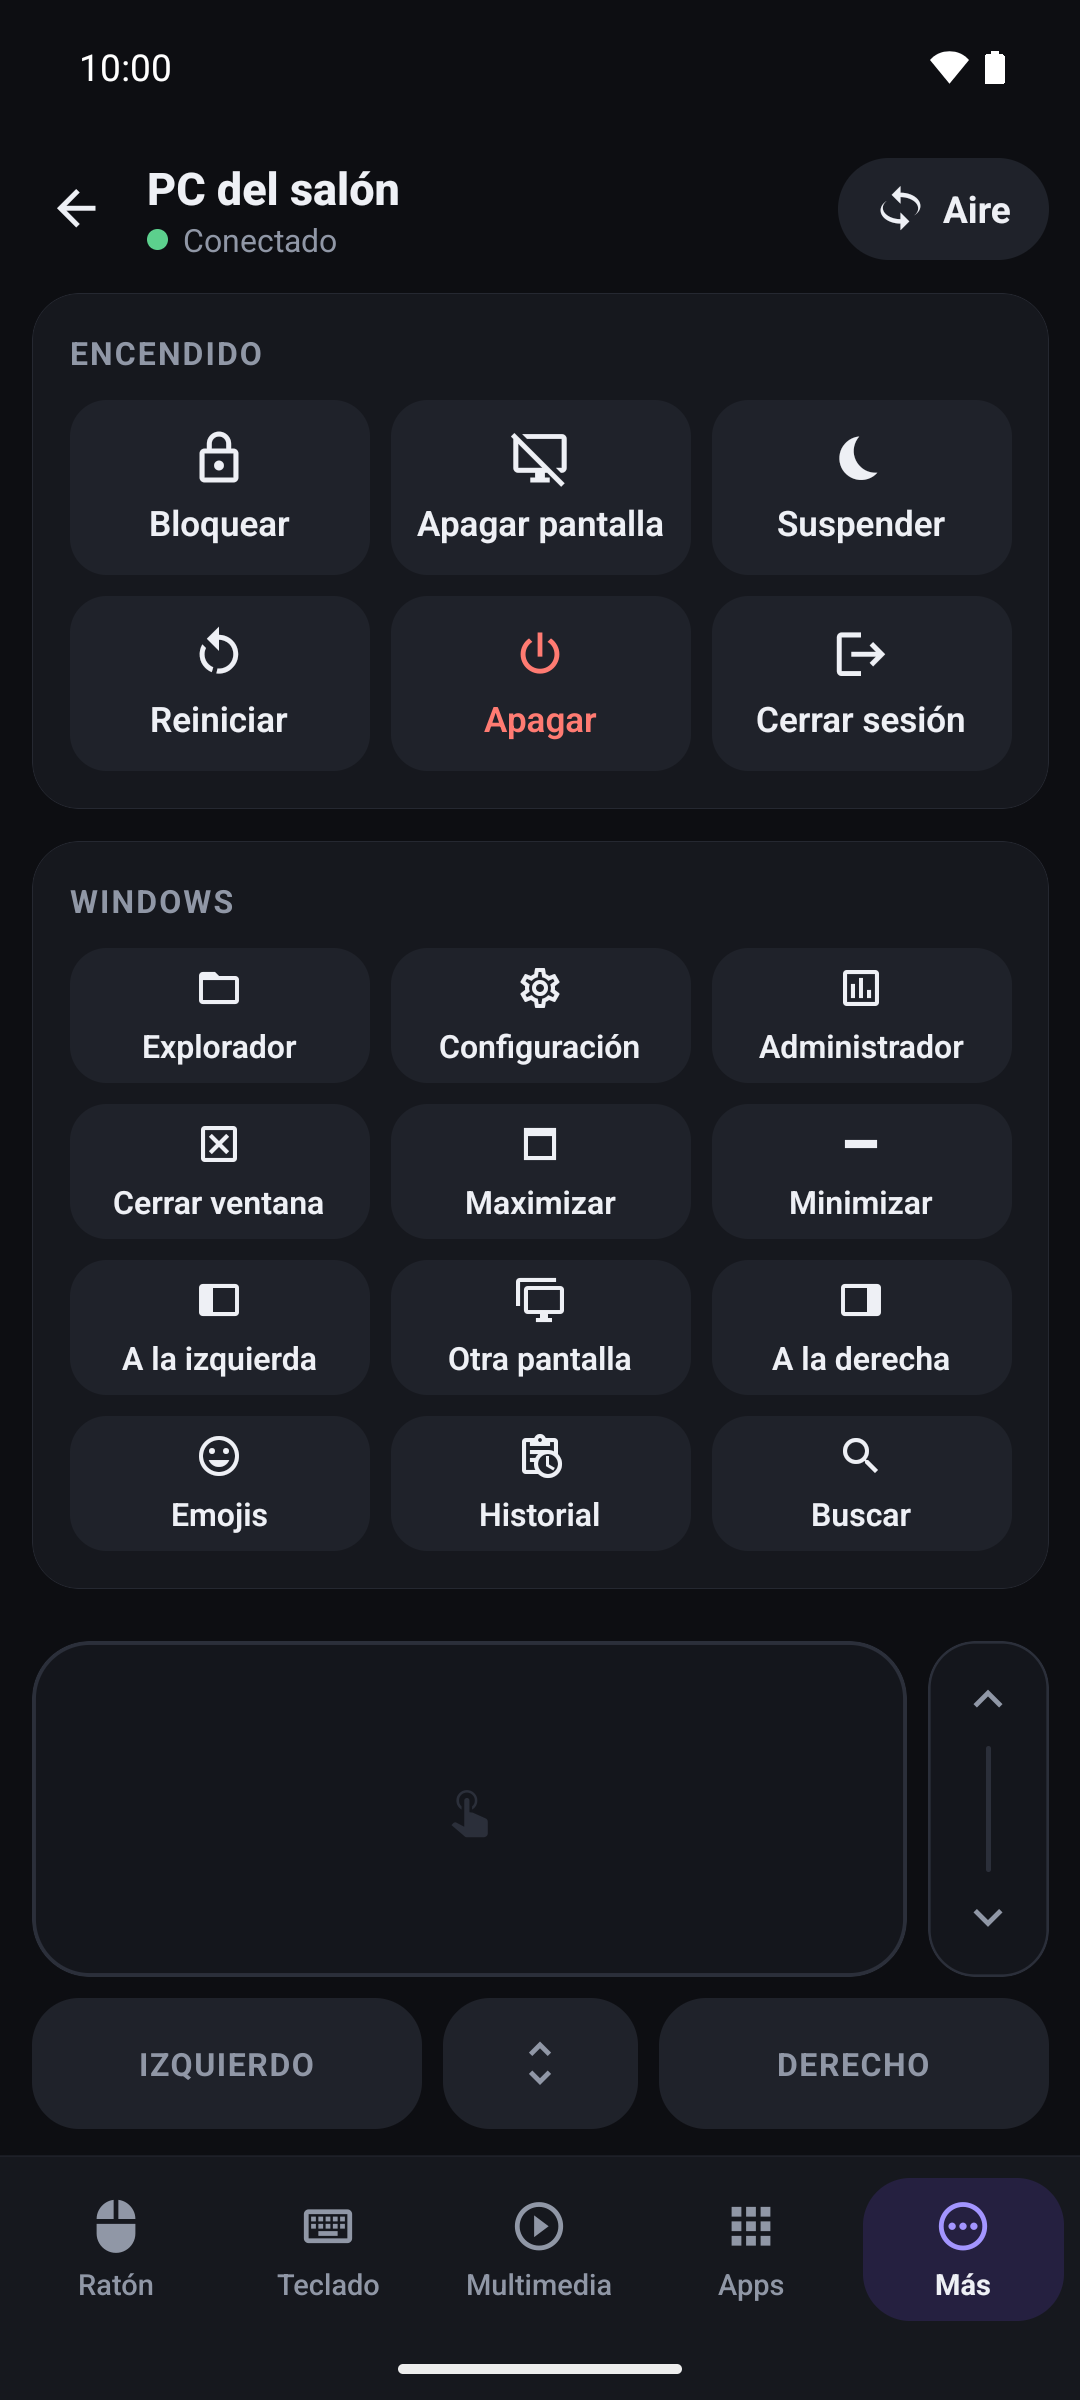 10:00
PC del salón
Conectado
Aire
ENCENDIDO
Bloquear
Apagar pantalla
Suspender
Reiniciar
Apagar
Cerrar sesión
WINDOWS
Explorador
Configuración
Administrador
Cerrar ventana
Maximizar
Minimizar
A la izquierda
Otra pantalla
A la derecha
Emojis
Historial
Buscar
IZQUIERDO
DERECHO
Ratón
Teclado
Multimedia
Apps
Más